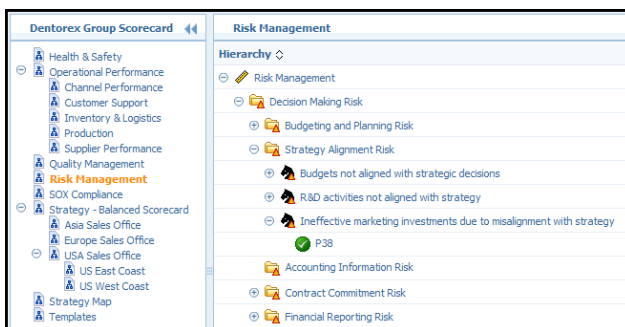 Dentorex Group Scorecard
Health & Safety
Operational Performance
Channel Performance
Customer Support
Inventory & Logistics
Production
Supplier Performance
Quality Management
Risk Management
SOX Compliance
Strategy - Balanced Scorecard
Asia Sales Office
Europe Sales Office
USA Sales Office
US East Coast
US West Coast
Strategy Map
Templates
Risk Management
Hierarchy
Risk Management
Decision Making Risk
Budgeting and Planning Risk
Strategy Alignment Risk
Budgets not aligned with strategic decisions
R&D activities not aligned with strategy
Ineffective marketing investments due to misalignment with strategy
P38
Accounting Information Risk
Contract Commitment Risk
Financial Reporting Risk